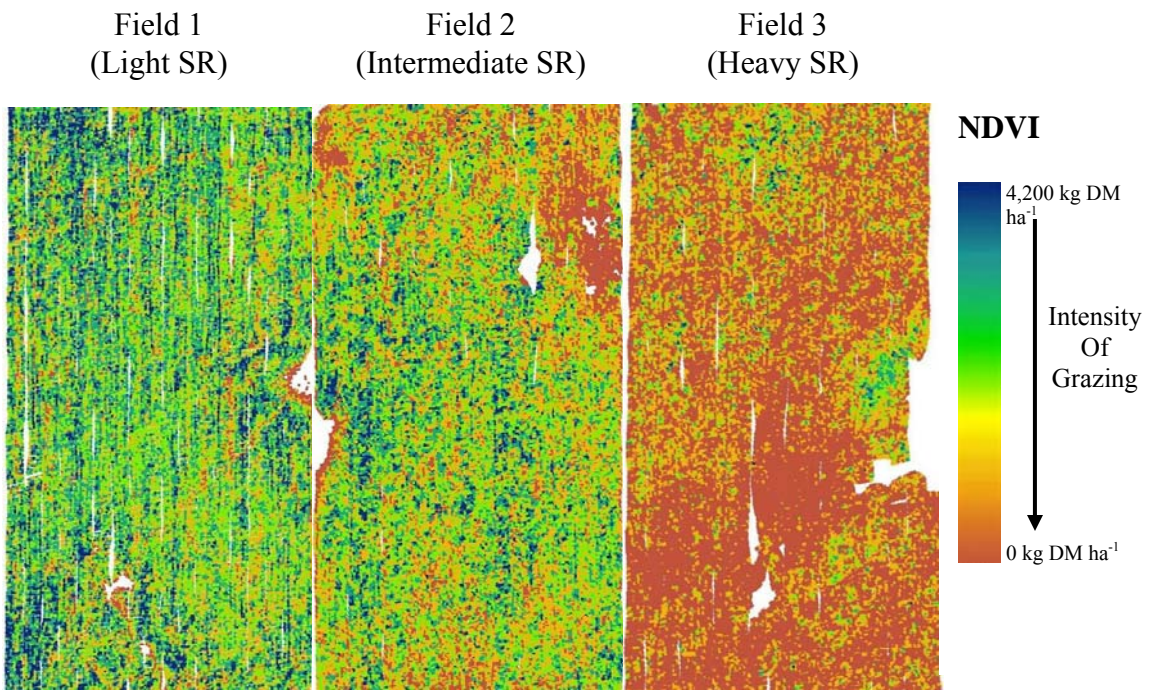 Field 1
(Light SR)
Field 2
(Intermediate SR)
Field 3
(Heavy SR)
NDVI
4,200 kg DM
ha⁻¹
Intensity
Of
Grazing
0 kg DM ha⁻¹